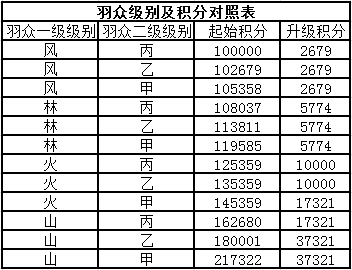 羽众级别及积分对照表
羽众一级级别 羽众二级级别 起始积分 升级积分
风 丙 100000 2679
风 乙 102679 2679
风 甲 105358 2679
林 丙 108037 5774
林 乙 113811 5774
林 甲 119585 5774
火 丙 125359 10000
火 乙 135359 10000
火 甲 145359 17321
山 丙 162680 17321
山 乙 180001 37321
山 甲 217322 37321